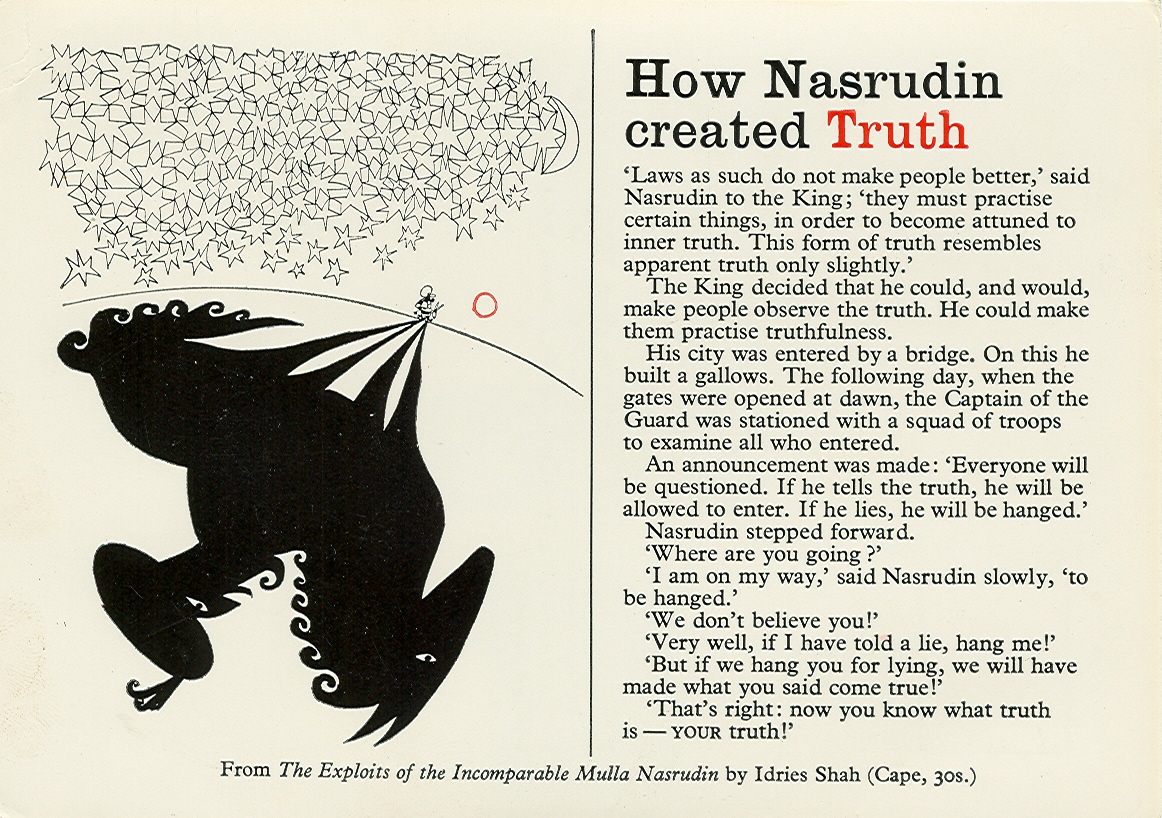 How Nasrudin
created Truth
‘Laws as such do not make people better,’ said
Nasrudin to the King; ‘they must practise
certain things, in order to become attuned to
inner truth. This form of truth resembles
apparent truth only slightly.’
The King decided that he could, and would,
make people observe the truth. He could make
them practise truthfulness.
His city was entered by a bridge. On this he
built a gallows. The following day, when the
gates were opened at dawn, the Captain of the
Guard was stationed with a squad of troops
to examine all who entered.
An announcement was made: ‘Everyone will
be questioned. If he tells the truth, he will be
allowed to enter. If he lies, he will be hanged.’
Nasrudin stepped forward.
‘Where are you going?’
‘I am on my way,’ said Nasrudin slowly, ‘to
be hanged.’
‘We don’t believe you!’
‘Very well, if I have told a lie, hang me!’
‘But if we hang you for lying, we will have
made what you said come true!’
‘That’s right: now you know what truth
is — YOUR truth!’
From The Exploits of the Incomparable Mulla Nasrudin by Idries Shah (Cape, 30s.)